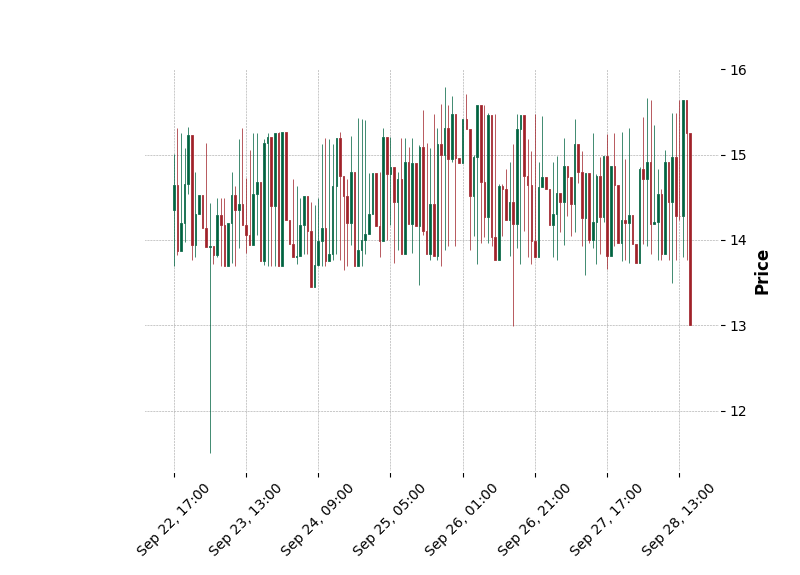 16
15
14
13
12
Price
Sep 22, 17:00
Sep 23, 13:00
Sep 24, 09:00
Sep 25, 05:00
Sep 26, 01:00
Sep 26, 21:00
Sep 27, 17:00
Sep 28, 13:00